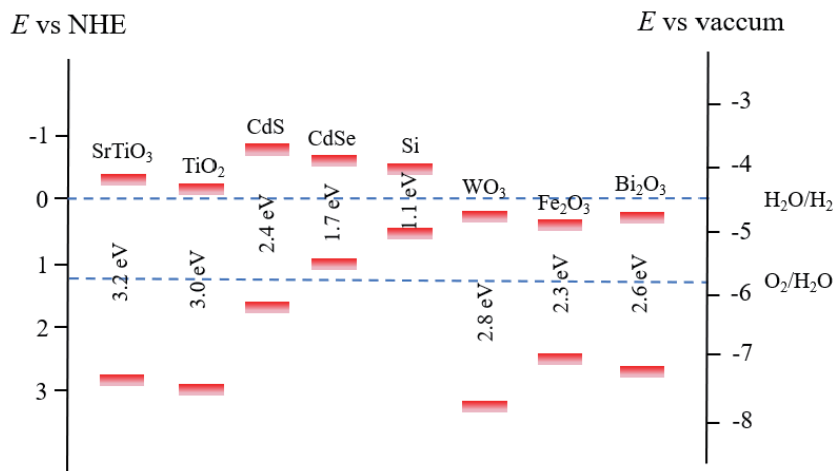 E vs NHE
E vs vaccum
-1
0
1
2
3
SrTiO₃
TiO₂
CdS
CdSe
Si
WO₃
Fe₂O₃
Bi₂O₃
3.2 eV
3.0 eV
2.4 eV
1.7 eV
1.1 eV
2.8 eV
2.3 eV
2.6 eV
-3
-4
-5
-6
-7
-8
H₂O/H₂
O₂/H₂O